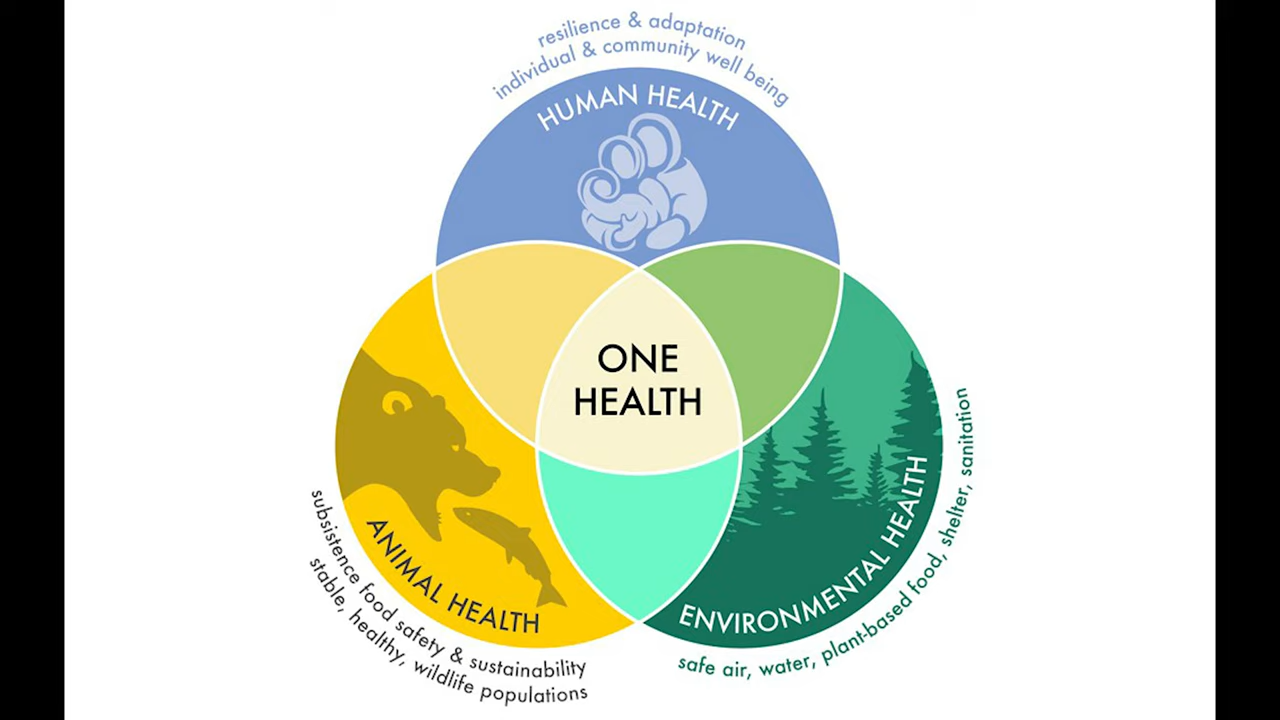 resilience & adaptation
individual & community well being
HUMAN HEALTH
ONE
HEALTH
ANIMAL HEALTH
subsistence food safety & sustainability
stable, healthy, wildlife populations
ENVIRONMENTAL HEALTH
safe air, water, plant-based food, shelter, sanitation